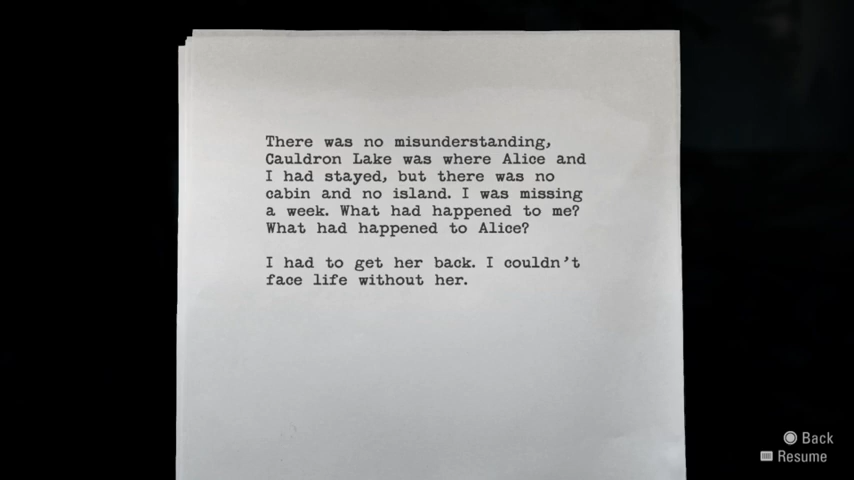 There was no misunderstanding,
Cauldron Lake was where Alice and
I had stayed, but there was no
cabin and no island. I was missing
a week. What had happened to me?
What had happened to Alice?
I had to get her back. I couldn't
face life without her.
Back
Resume